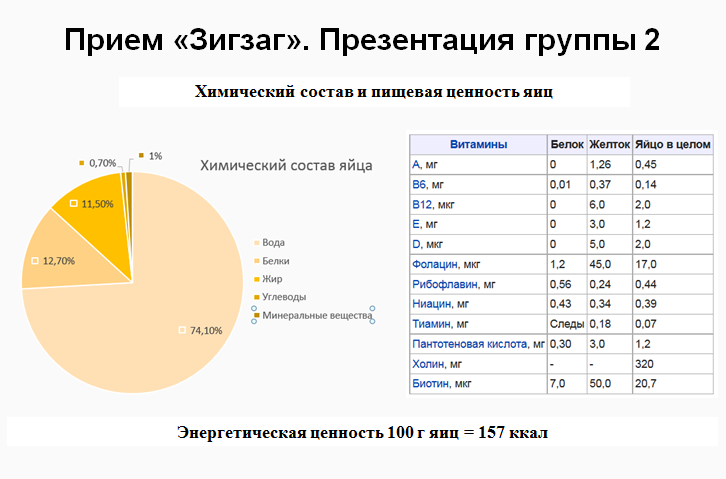 Прием «Зигзаг». Презентация группы 2
Химический состав и пищевая ценность яиц
Химический состав яйца
1%
0,70%
11,50%
12,70%
74,10%
Вода
Белки
Жир
Углеводы
Минеральные вещества
Витамины Белок Желток Яйцо в целом
A, мг 0 1,26 0,45
B6, мг 0,01 0,37 0,14
B12, мкг 0 6,0 2,0
E, мг 0 3,0 1,2
D, мкг 0 5,0 2,0
Фолацин, мкг 1,2 45,0 17,0
Рибофлавин, мг 0,56 0,24 0,44
Ниацин, мг 0,43 0,34 0,39
Тиамин, мг Следы 0,18 0,07
Пантотеновая кислота, мг 0,30 3,0 1,2
Холин, мг - - 320
Биотин, мкг 7,0 50,0 20,7
Энергетическая ценность 100 г яиц = 157 ккал